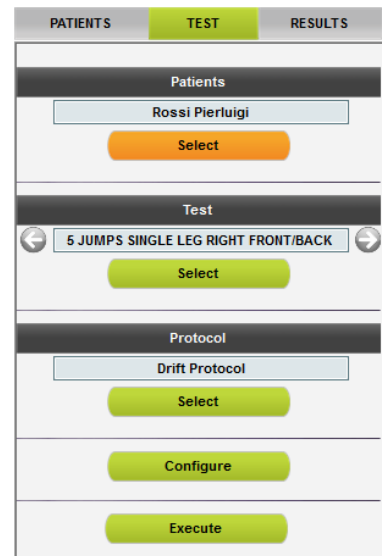 PATIENTS TEST RESULTS
Patients
Rossi Pierluigi
Select
Test
5 JUMPS SINGLE LEG RIGHT FRONT/BACK
Select
Protocol
Drift Protocol
Select
Configure
Execute